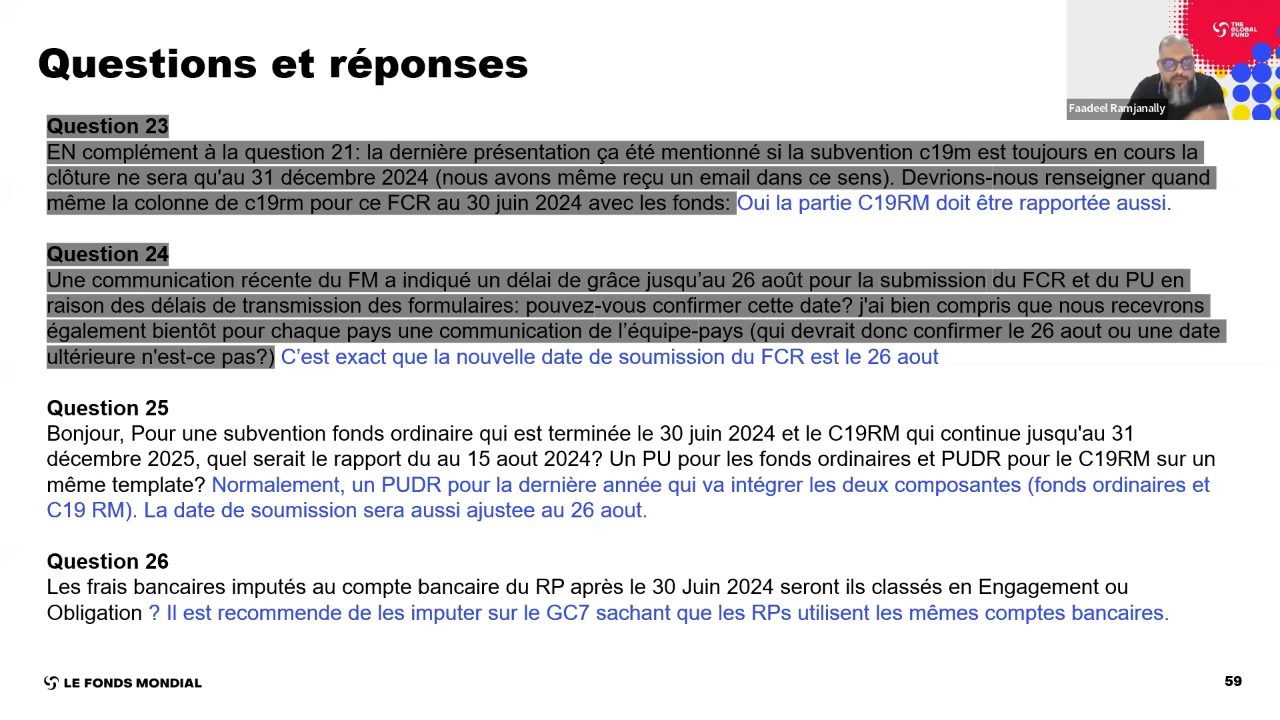 Questions et réponses
THE
GLOBAL
FUND
Faadeel Ramjanally
Question 23
EN complément à la question 21: la dernière présentation ça été mentionné si la subvention c19m est toujours en cours la
clôture ne sera qu'au 31 décembre 2024 (nous avons même reçu un email dans ce sens). Devrions-nous renseigner quand
même la colonne de c19rm pour ce FCR au 30 juin 2024 avec les fonds: Oui la partie C19RM doit être rapportée aussi.
Question 24
Une communication récente du FM a indiqué un délai de grâce jusqu’au 26 août pour la submission du FCR et du PU en
raison des délais de transmission des formulaires: pouvez-vous confirmer cette date? j'ai bien compris que nous recevrons
également bientôt pour chaque pays une communication de l’équipe-pays (qui devrait donc confirmer le 26 aout ou une date
ultérieure n'est-ce pas?) C’est exact que la nouvelle date de soumission du FCR est le 26 aout
Question 25
Bonjour, Pour une subvention fonds ordinaire qui est terminée le 30 juin 2024 et le C19RM qui continue jusqu'au 31
décembre 2025, quel serait le rapport du au 15 aout 2024? Un PU pour les fonds ordinaires et PUDR pour le C19RM sur un
même template? Normalement, un PUDR pour la dernière année qui va intégrer les deux composantes (fonds ordinaires et
C19 RM). La date de soumission sera aussi ajustee au 26 aout.
Question 26
Les frais bancaires imputés au compte bancaire du RP après le 30 Juin 2024 seront ils classés en Engagement ou
Obligation ? Il est recommende de les imputer sur le GC7 sachant que les RPs utilisent les mêmes comptes bancaires.
LE FONDS MONDIAL
59